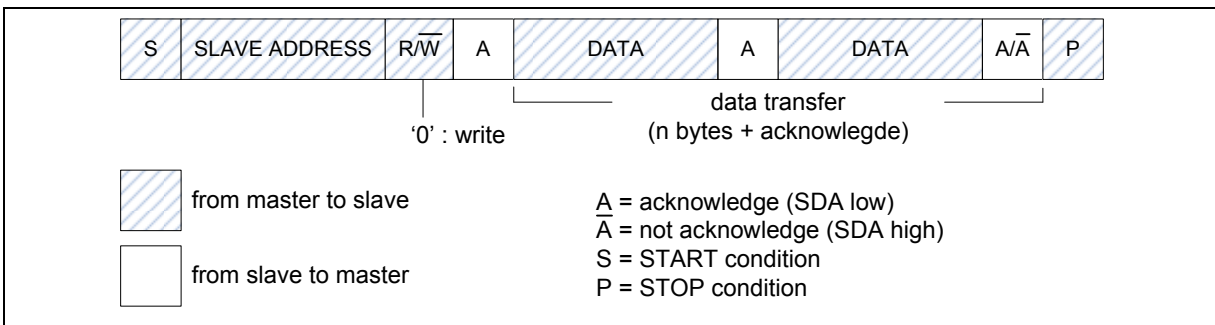 S SLAVE ADDRESS R/W̅ A DATA A DATA A/A̅ P
data transfer
(n bytes + acknowlegde)
‘0’ : write
from master to slave
from slave to master
A = acknowledge (SDA low)
A̅ = not acknowledge (SDA high)
S = START condition
P = STOP condition